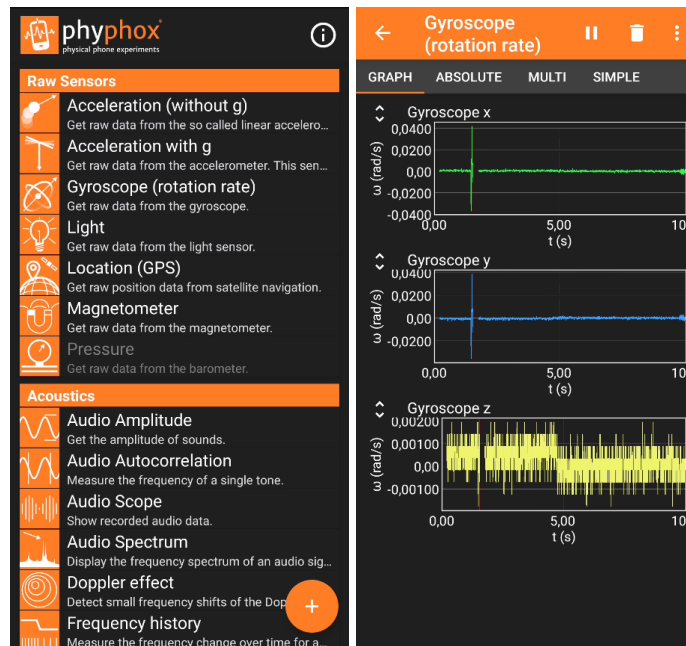 phyphox
physical phone experiments
Raw Sensors
Acceleration (without g)
Get raw data from the so called linear accelero...
Acceleration with g
Get raw data from the accelerometer. This sen...
Gyroscope (rotation rate)
Get raw data from the gyroscope.
Light
Get raw data from the light sensor.
Location (GPS)
Get raw position data from satellite navigation.
Magnetometer
Get raw data from the magnetometer.
Pressure
Get raw data from the barometer.
Acoustics
Audio Amplitude
Get the amplitude of sounds.
Audio Autocorrelation
Measure the frequency of a single tone.
Audio Scope
Show recorded audio data.
Audio Spectrum
Display the frequency spectrum of an audio sig...
Doppler effect
Detect small frequency shifts of the Dop
Frequency history
Measure the frequency change over time for a...
+
Gyroscope
(rotation rate)
GRAPH ABSOLUTE MULTI SIMPLE
Gyroscope x
0,0400
0,0200
0,00
-0,0200
-0,0400
ω (rad/s)
0,00 5,00 10
t (s)
Gyroscope y
0,0400
0,0200
0,00
-0,0200
ω (rad/s)
0,00 5,00 10
t (s)
Gyroscope z
0,00200
0,00100
0,00
-0,00100
ω (rad/s)
0,00 5,00 10
t (s)